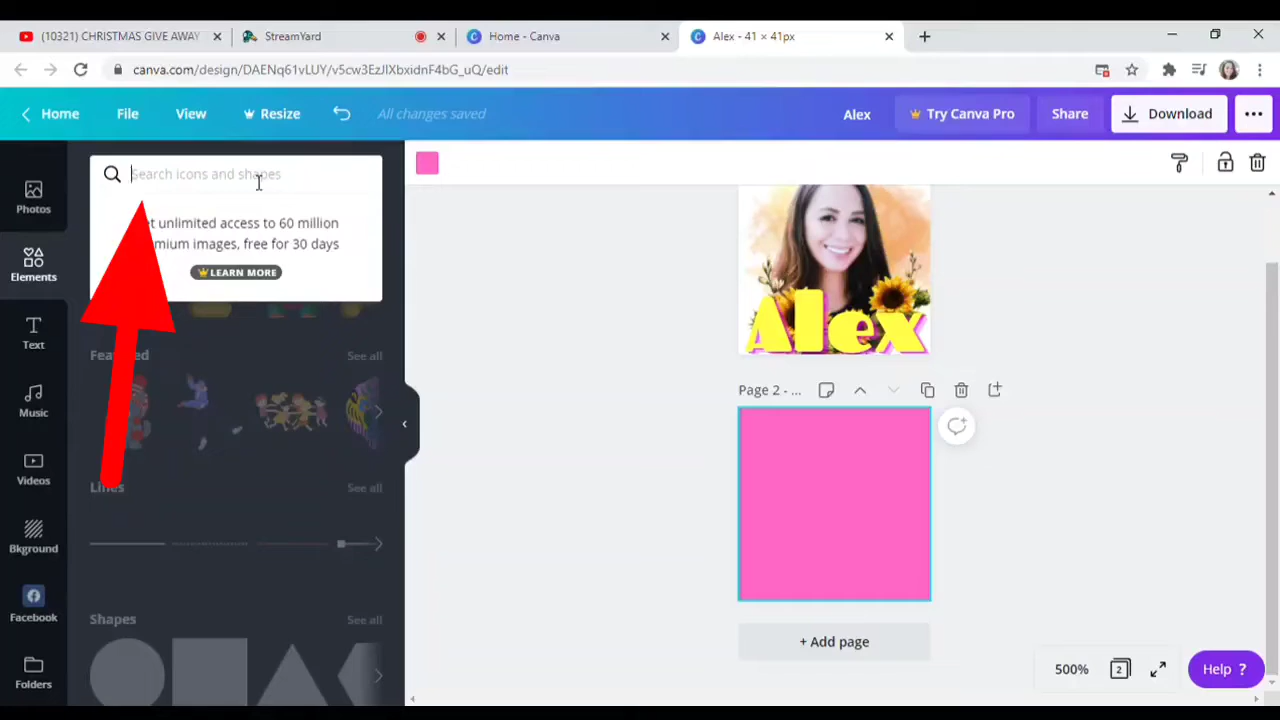 (10321) CHRISTMAS GIVE AWAY
StreamYard
Home - Canva
Alex - 41 × 41px
canva.com/design/DAENq61vLUY/v5cw3EzJIXbxidnF4bG_uQ/edit
Home
File
View
Resize
All changes saved
Alex
Try Canva Pro
Share
Download
Search icons and shapes
unlimited access to 60 million
images, free for 30 days
LEARN MORE
Photos
Elements
Text
Music
Videos
Bkground
Facebook
Folders
See all
Lines
See all
Shapes
See all
Alex
Page 2 - ...
+ Add page
500%
2
Help ?